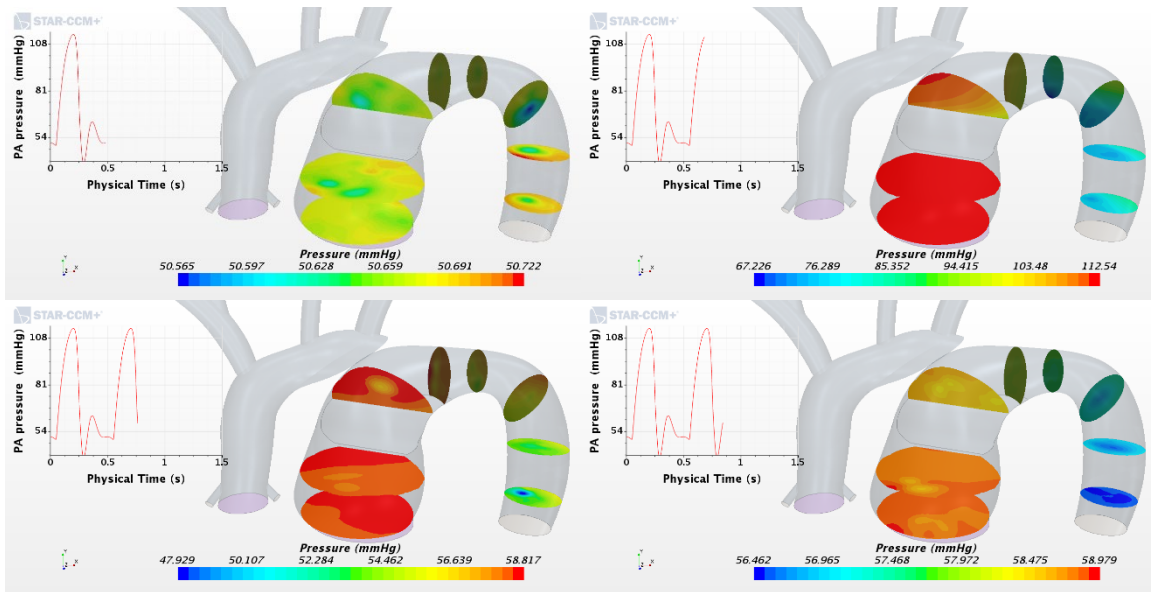 STAR-CCM+
PA pressure (mmHg)
108
81
54
0 0.5 1 1.5
Physical Time (s)
Pressure (mmHg)
50.565 50.597 50.628 50.659 50.691 50.722
STAR-CCM+
PA pressure (mmHg)
108
81
54
0 0.5 1 1.5
Physical Time (s)
Pressure (mmHg)
67.226 76.289 85.352 94.415 103.48 112.54
STAR-CCM+
PA pressure (mmHg)
108
81
54
0 0.5 1 1.5
Physical Time (s)
Pressure (mmHg)
47.929 50.107 52.284 54.462 56.639 58.817
STAR-CCM+
PA pressure (mmHg)
108
81
54
0 0.5 1 1.5
Physical Time (s)
Pressure (mmHg)
56.462 56.965 57.468 57.972 58.475 58.979